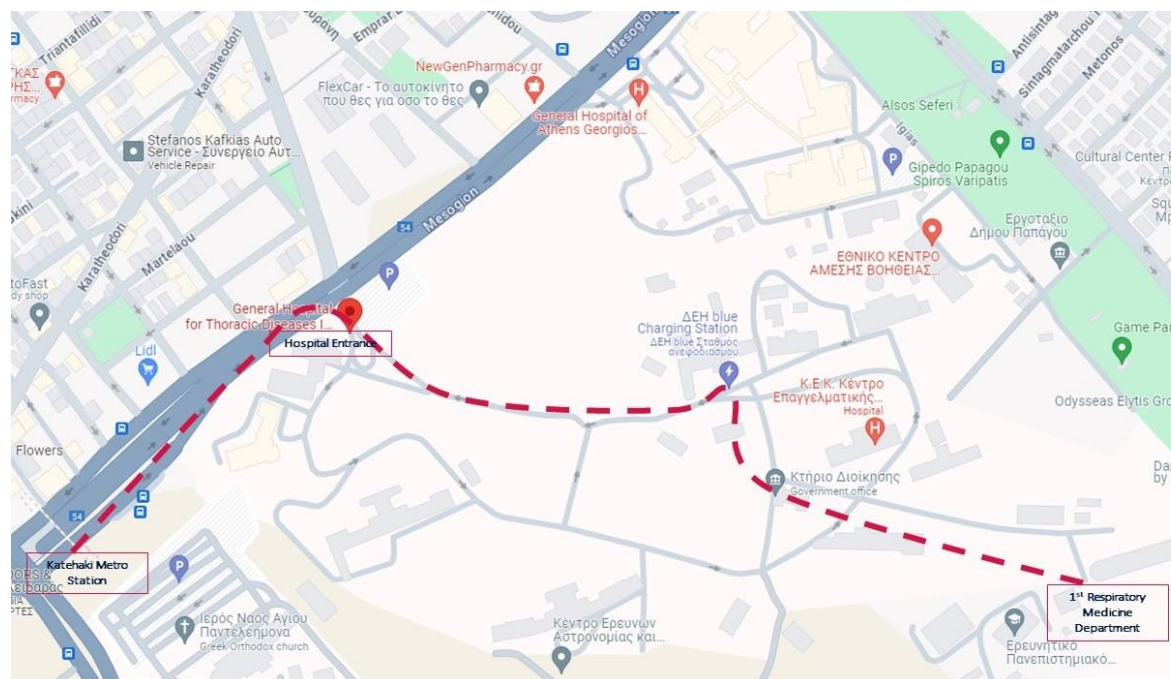 Triantafillidi
Karatheodori
Emprar
Mesogion
NewGenPharmacy.gr
FlexCar - Το αυτοκίνητο
που θες για όσο το θες
General Hospital of
Athens Georgios...
Antisintag
Sintagmatarchou
Metonos
Alsos Seferi
Igias
P
Gipedo Papagou
Spiros Varipatis
Cultural Center
Stefanos Kafkias Auto
Service - Συνεργείο Αυτ...
Vehicle Repair
Mesogion
54
Εργοτάξιο
Δήμου Παπάγου
ΕΘΝΙΚΟ ΚΕΝΤΡΟ
ΑΜΕΣΗΣ ΒΟΗΘΕΙΑΣ...
Karatheodori
Martelaou
P
General Hospital
for Thoracic Diseases I...
Hospital Entrance
ΔΕΗ blue
Charging Station
ΔΕΗ blue Σταθμός
ανεφοδιασμού
Game Par
Lidl
Κ.Ε.Κ. Κέντρο
Επαγγελματικής...
Hospital
H
Odysseas Elytis Gro
Flowers
Κτήριο Διοίκησης
Government office
54
Katehaki Metro
Station
P
1st Respiratory
Medicine
Department
Ιερός Ναός Αγίου
Παντελεήμονα
Greek Orthodox church
Κέντρο Ερευνών
Αστρονομίας και...
Ερευνητικό
Πανεπιστημιακό...